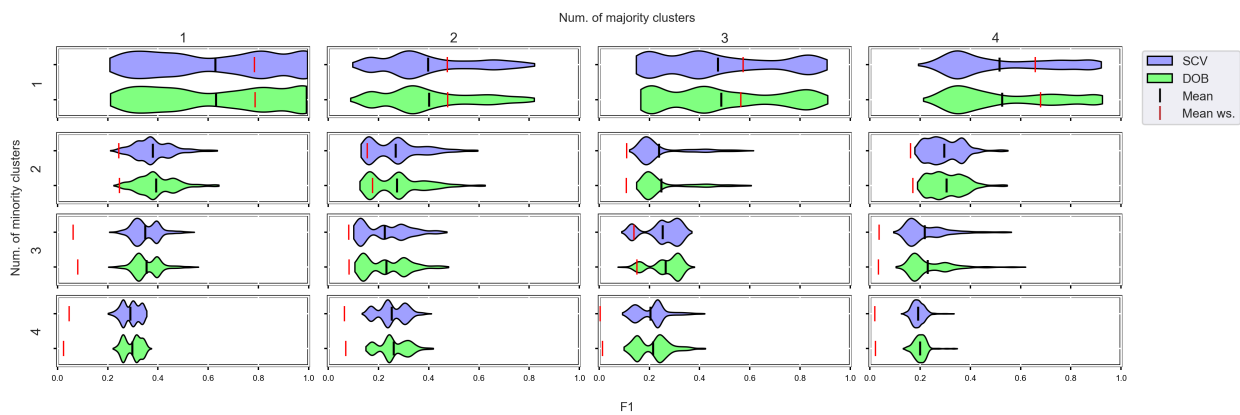 Num. of majority clusters
1 2 3 4
Num. of minority clusters
1
2
3
4
SCV
DOB
Mean
Mean ws.
0.0 0.2 0.4 0.6 0.8 1.0 0.0 0.2 0.4 0.6 0.8 1.0 0.0 0.2 0.4 0.6 0.8 1.0 0.0 0.2 0.4 0.6 0.8 1.0
F1